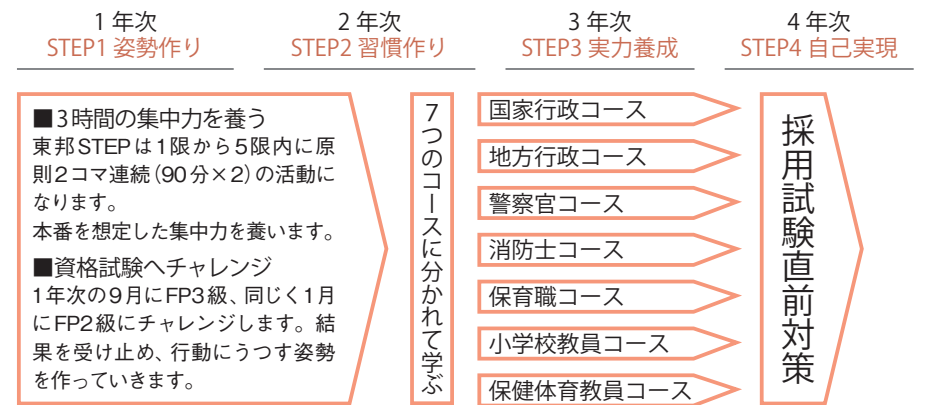 1年次
STEP1 姿勢作り
2年次
STEP2 習慣作り
3年次
STEP3 実力養成
4年次
STEP4 自己実現
■3時間の集中力を養う
東邦STEPは1限から5限内に原
則2コマ連続(90分×2)の活動に
なります。
本番を想定した集中力を養います。
■資格試験へチャレンジ
1年次の9月にFP3級、同じく1月
にFP2級にチャレンジします。結
果を受け止め、行動にうつす姿勢
を作っていきます。
7つのコースに分かれて学ぶ
国家行政コース
地方行政コース
警察官コース
消防士コース
保育職コース
小学校教員コース
保健体育教員コース
採用試験直前対策